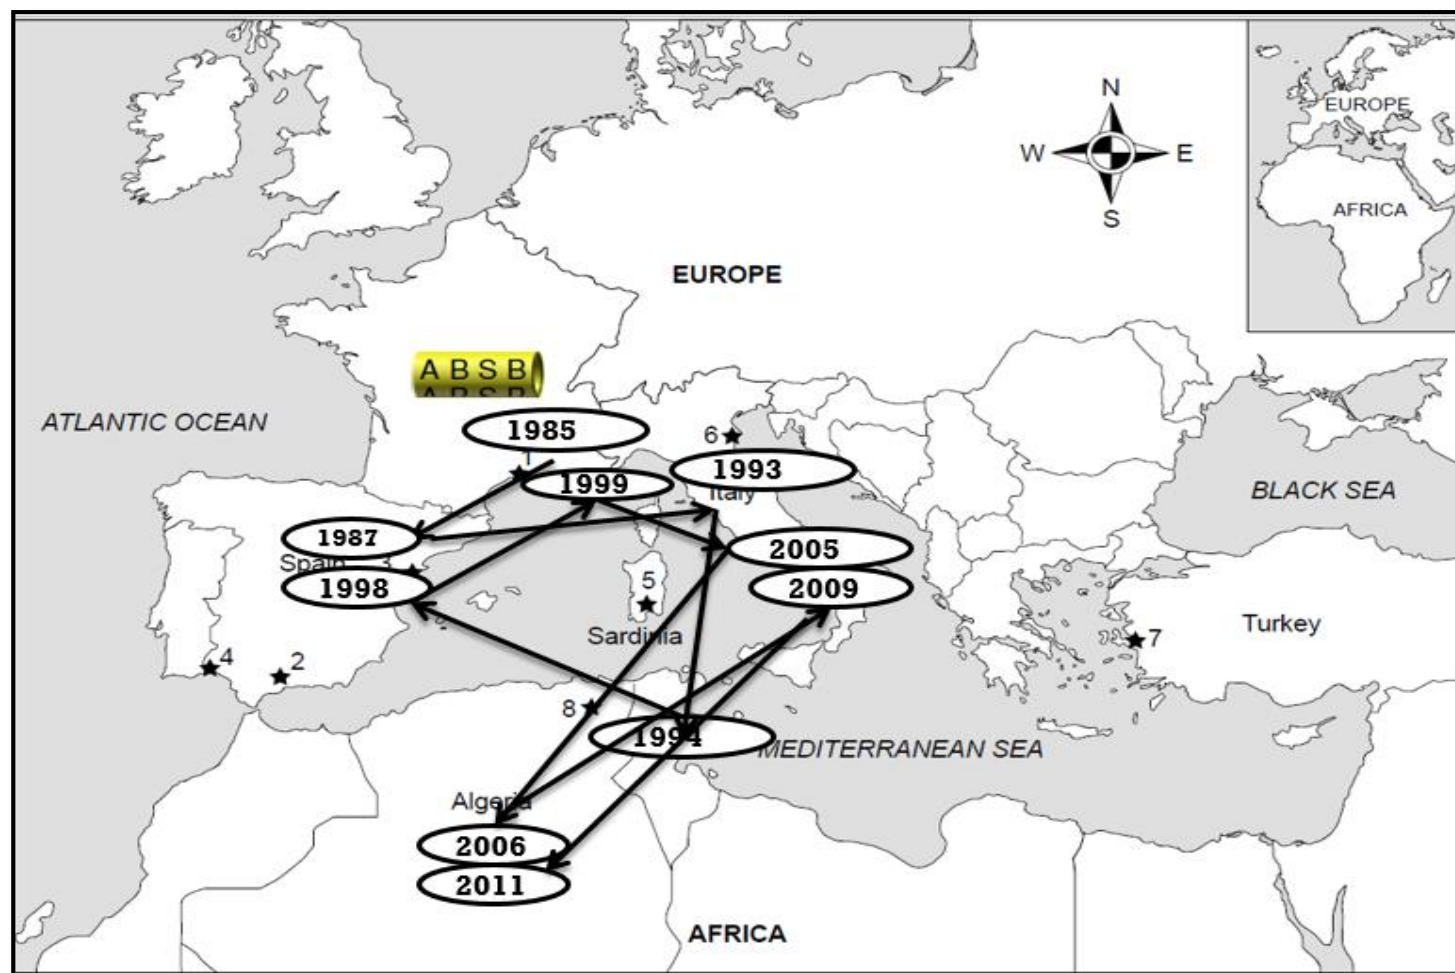 N
W E
S
EUROPE
AFRICA
EUROPE
A B S B
A B S B
ATLANTIC OCEAN
1985
6
1
1993
1999
Italy
BLACK SEA
1987
2005
Spain 3
1998
5
2009
Sardinia
Turkey
7
4
2
8
1994
MEDITERRANEAN SEA
Algeria
2006
2011
AFRICA